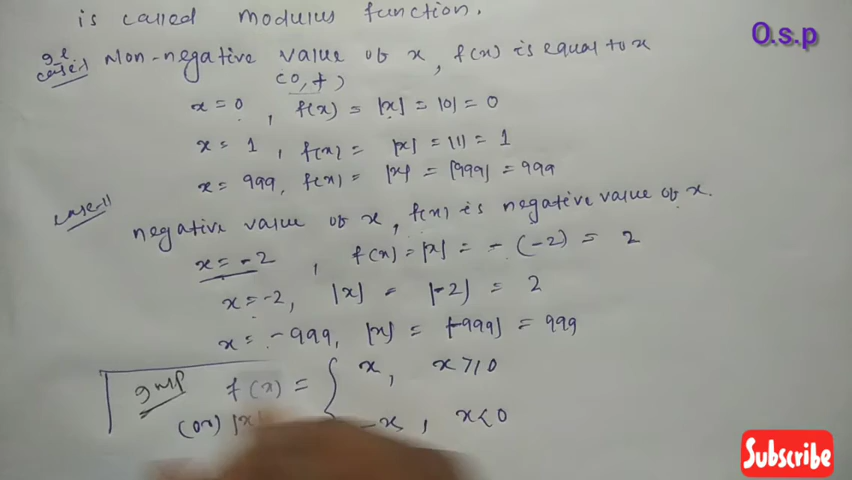 is called modulus function.
O.s.p
case:I Non-negative value of x, f(x) is equal to x
(0, +)
x = 0, f(x) = |x| = |0| = 0
x = 1, f(x) = |x| = |1| = 1
x = 999, f(x) = |x| = |999| = 999
case-II
negative value of x, f(x) is negative value of x.
x = -2, f(x) = |x| = -(-2) = 2
x = -2, |x| = |-2| = 2
x = -999, |x| = |-999| = 999
Imp f(x) = { x, x ≥ 0
(or) |x| -x, x < 0
Subscribe